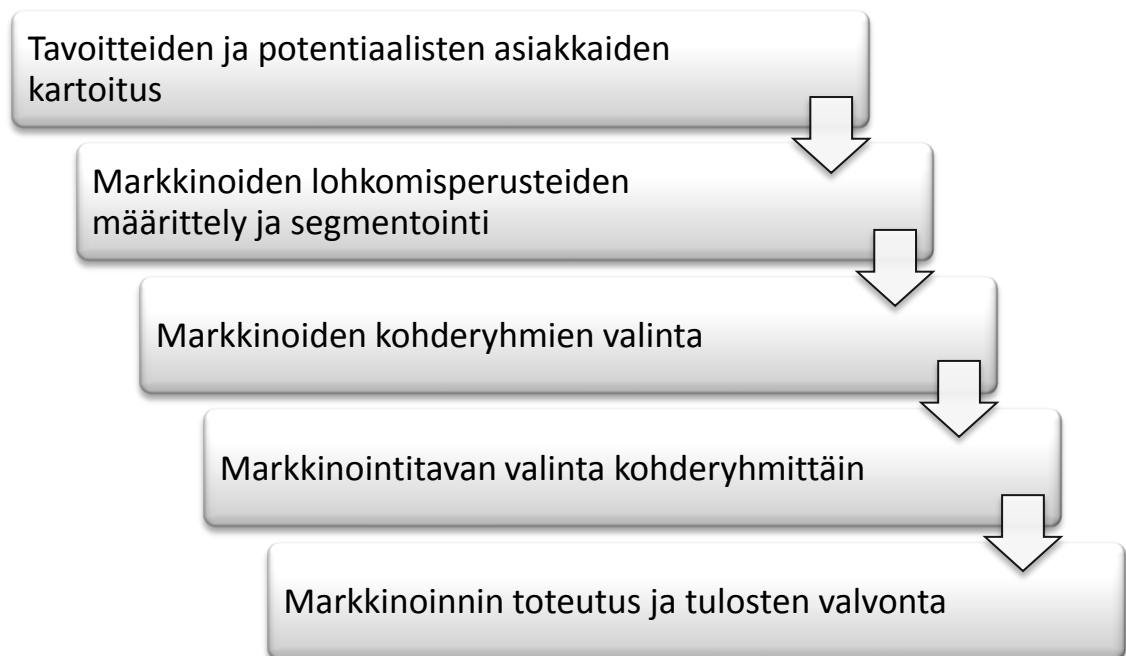 Tavoitteiden ja potentiaalisten asiakkaiden
kartoitus
Markkinoiden lohkomisperusteiden
määrittely ja segmentointi
Markkinoiden kohderyhmien valinta
Markkinointitavan valinta kohderyhmittäin
Markkinoinnin toteutus ja tulosten valvonta